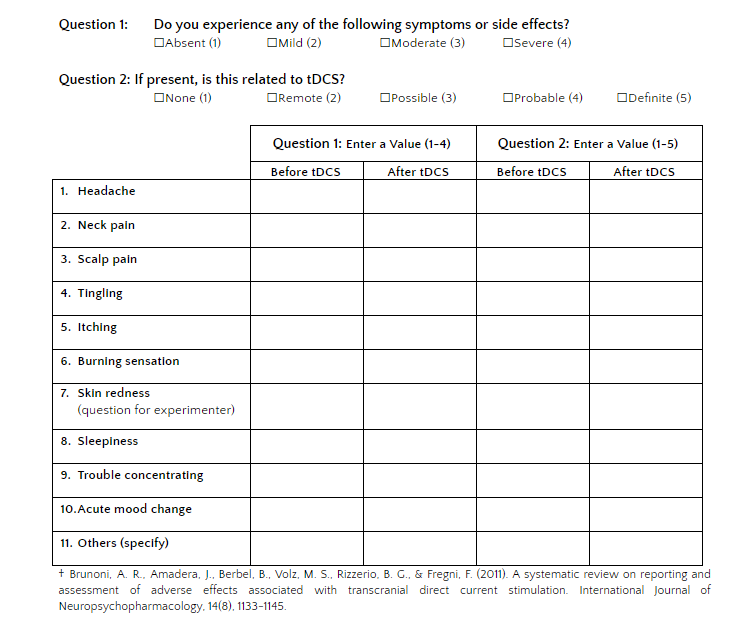 Question 1: Do you experience any of the following symptoms or side effects?
☐Absent (1) ☐Mild (2) ☐Moderate (3) ☐Severe (4)
Question 2: If present, is this related to tDCS?
☐None (1) ☐Remote (2) ☐Possible (3) ☐Probable (4) ☐Definite (5)
Question 1: Enter a Value (1-4) Question 2: Enter a Value (1-5)
Before tDCS After tDCS Before tDCS After tDCS
1. Headache
2. Neck pain
3. Scalp pain
4. Tingling
5. Itching
6. Burning sensation
7. Skin redness
(question for experimenter)
8. Sleepiness
9. Trouble concentrating
10.Acute mood change
11. Others (specify)
† Brunoni, A. R., Amadera, J., Berbel, B., Volz, M. S., Rizzerio, B. G., & Fregni, F. (2011). A systematic review on reporting and
assessment of adverse effects associated with transcranial direct current stimulation. International Journal of
Neuropsychopharmacology, 14(8), 1133-1145.